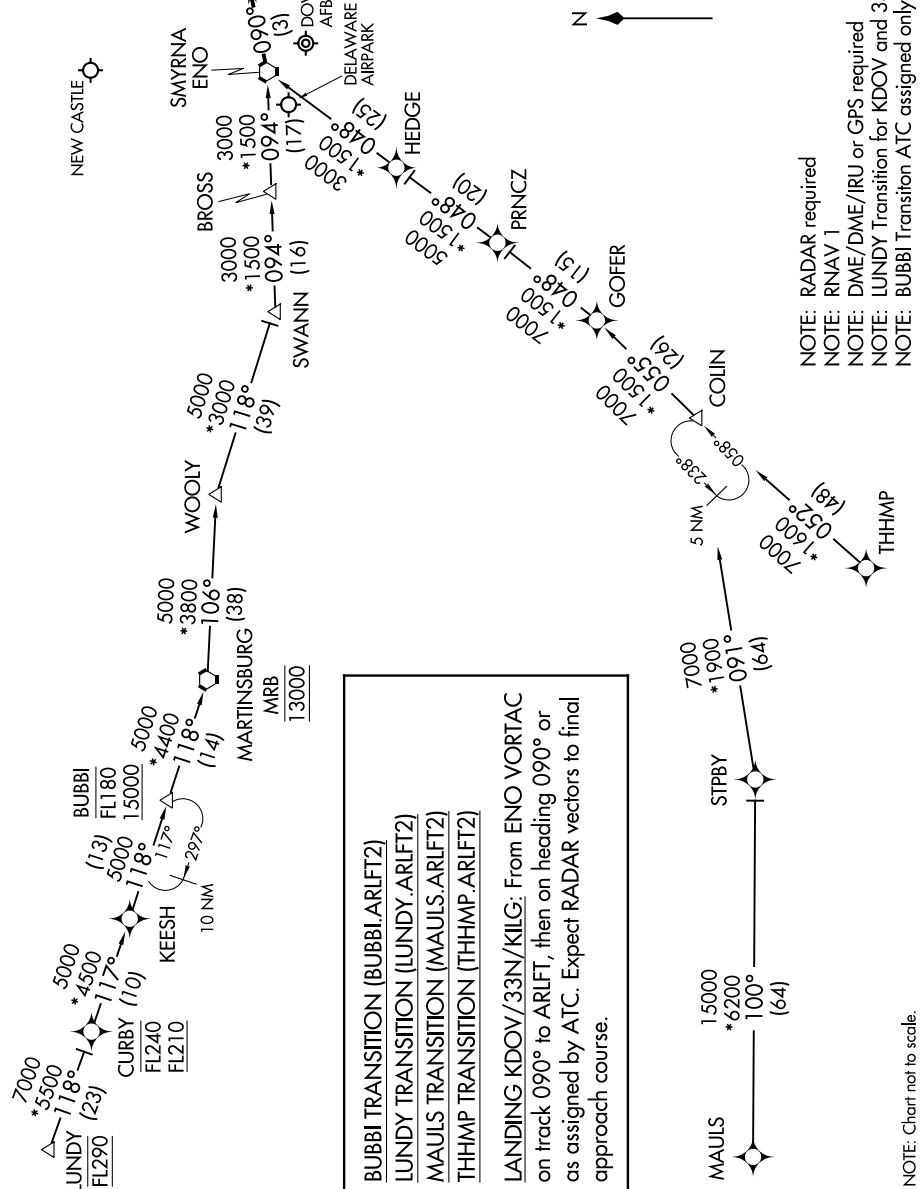 NEW CASTLE
SMYRNA
ENO
090°
(3)
AFB
DELAWARE
AIRPARK
N
LUNDY
FL290
7000
*5500
118°
(23)
CURBY
FL240
FL210
5000
*4500
117°
(10)
KEESH
(13)
5000
118°
117°
297°
10 NM
BUBBI
FL180
15000
5000
*4400
118°
(14)
MARTINSBURG
MRB
13000
5000
*3800
106°
(38)
WOOLY
5000
*3000
118°
(39)
SWANN
3000
*1500
094°
(16)
BROSS
3000
*1500
094°
(17)
3000
*1500
048°
(25)
HEDGE
5000
*1500
048°
(20)
PRNCZ
7000
*1500
048°
(15)
GOFER
7000
*1500
055°
(26)
COLIN
238°
058°
5 NM
7000
*1600
052°
(48)
THHMP
7000
*1900
091°
(64)
STPBY
15000
*6200
100°
(64)
MAULS
BUBBI TRANSITION (BUBBI.ARLFT2)
LUNDY TRANSITION (LUNDY.ARLFT2)
MAULS TRANSITION (MAULS.ARLFT2)
THHMP TRANSITION (THHMP.ARLFT2)
LANDING KDOV/33N/KILG: From ENO VORTAC
on track 090° to ARLFT, then on heading 090° or
as assigned by ATC. Expect RADAR vectors to final
approach course.
NOTE: RADAR required
NOTE: RNAV 1
NOTE: DME/DME/IRU or GPS required
NOTE: LUNDY Transition for KDOV and 3
NOTE: BUBBI Transiton ATC assigned only
NOTE: Chart not to scale.